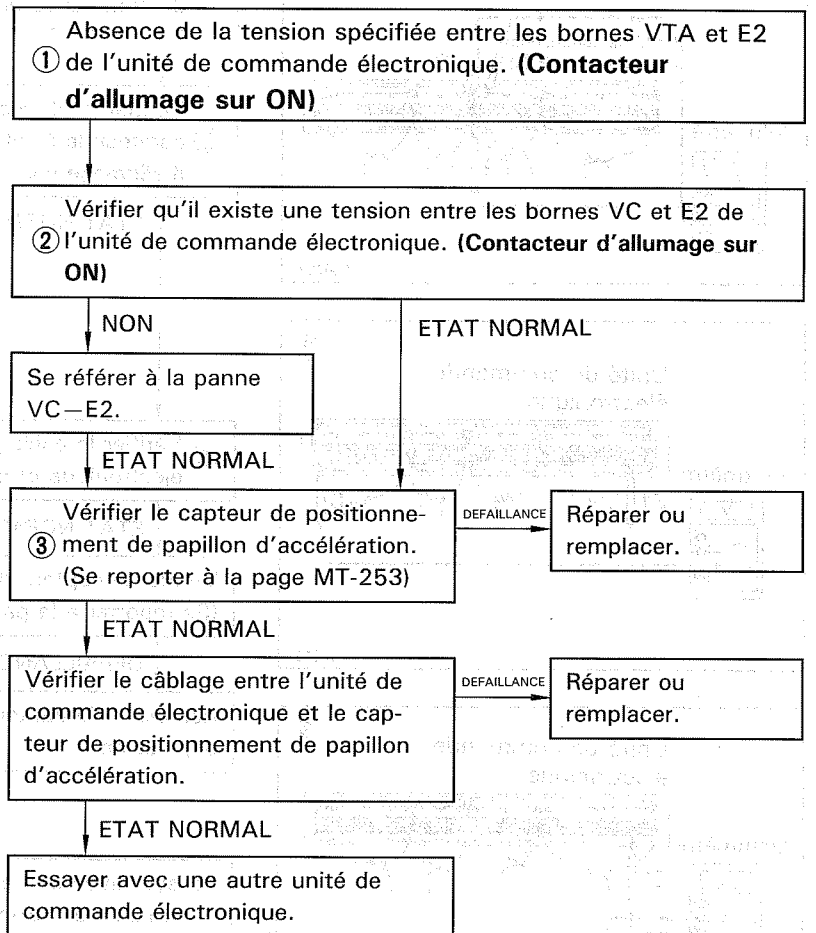 Absence de la tension spécifiée entre les bornes VTA et E2
① de l'unité de commande électronique. (Contacteur
d'allumage sur ON)
Vérifier qu'il existe une tension entre les bornes VC et E2 de
② l'unité de commande électronique. (Contacteur d'allumage sur
ON)
NON
ETAT NORMAL
Se référer à la panne
VC—E2.
ETAT NORMAL
Vérifier le capteur de positionne-
③ ment de papillon d'accélération.
(Se reporter à la page MT-253)
DEFAILLANCE
Réparer ou
remplacer.
ETAT NORMAL
Vérifier le câblage entre l'unité de
commande électronique et le cap-
teur de positionnement de papillon
d'accélération.
DEFAILLANCE
Réparer ou
remplacer.
ETAT NORMAL
Essayer avec une autre unité de
commande électronique.